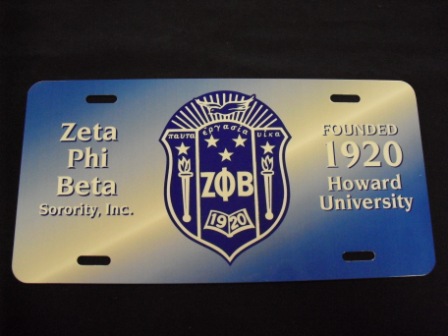 Zeta
Phi
Beta
Sorority, Inc.
παντα εργασια νικα
ΖΦΒ
1920
FOUNDED
1920
Howard
University